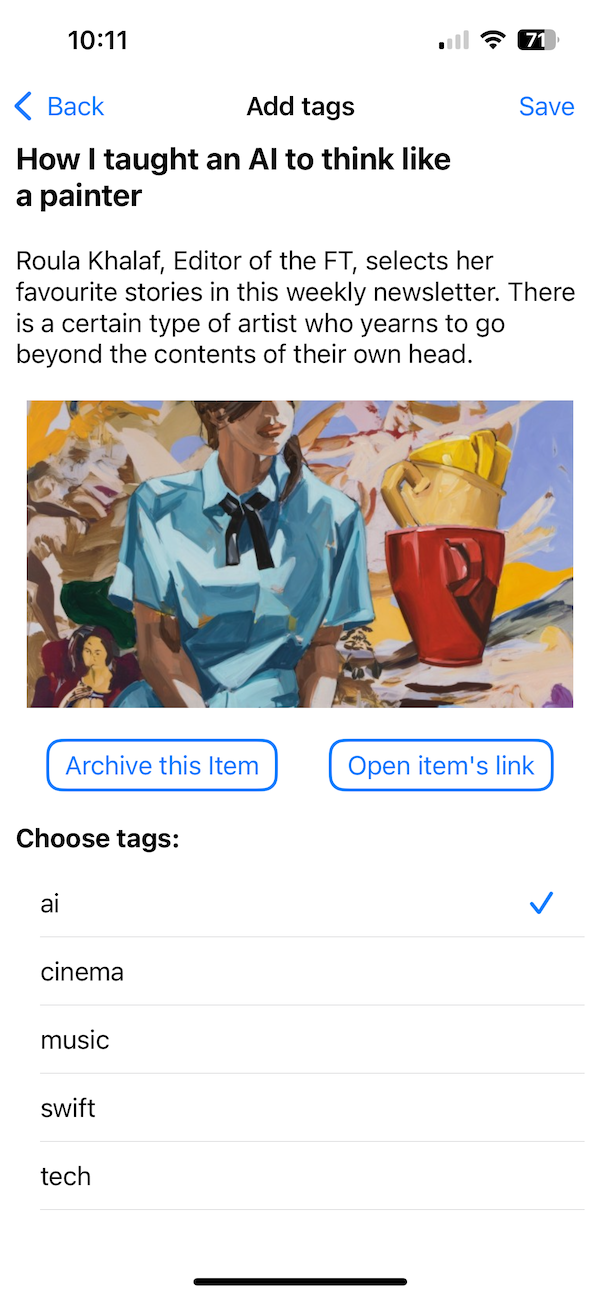 10:11
71
Back
Add tags
Save
How I taught an AI to think like
a painter
Roula Khalaf, Editor of the FT, selects her
favourite stories in this weekly newsletter. There
is a certain type of artist who yearns to go
beyond the contents of their own head.
Archive this Item
Open item's link
Choose tags:
ai
cinema
music
swift
tech